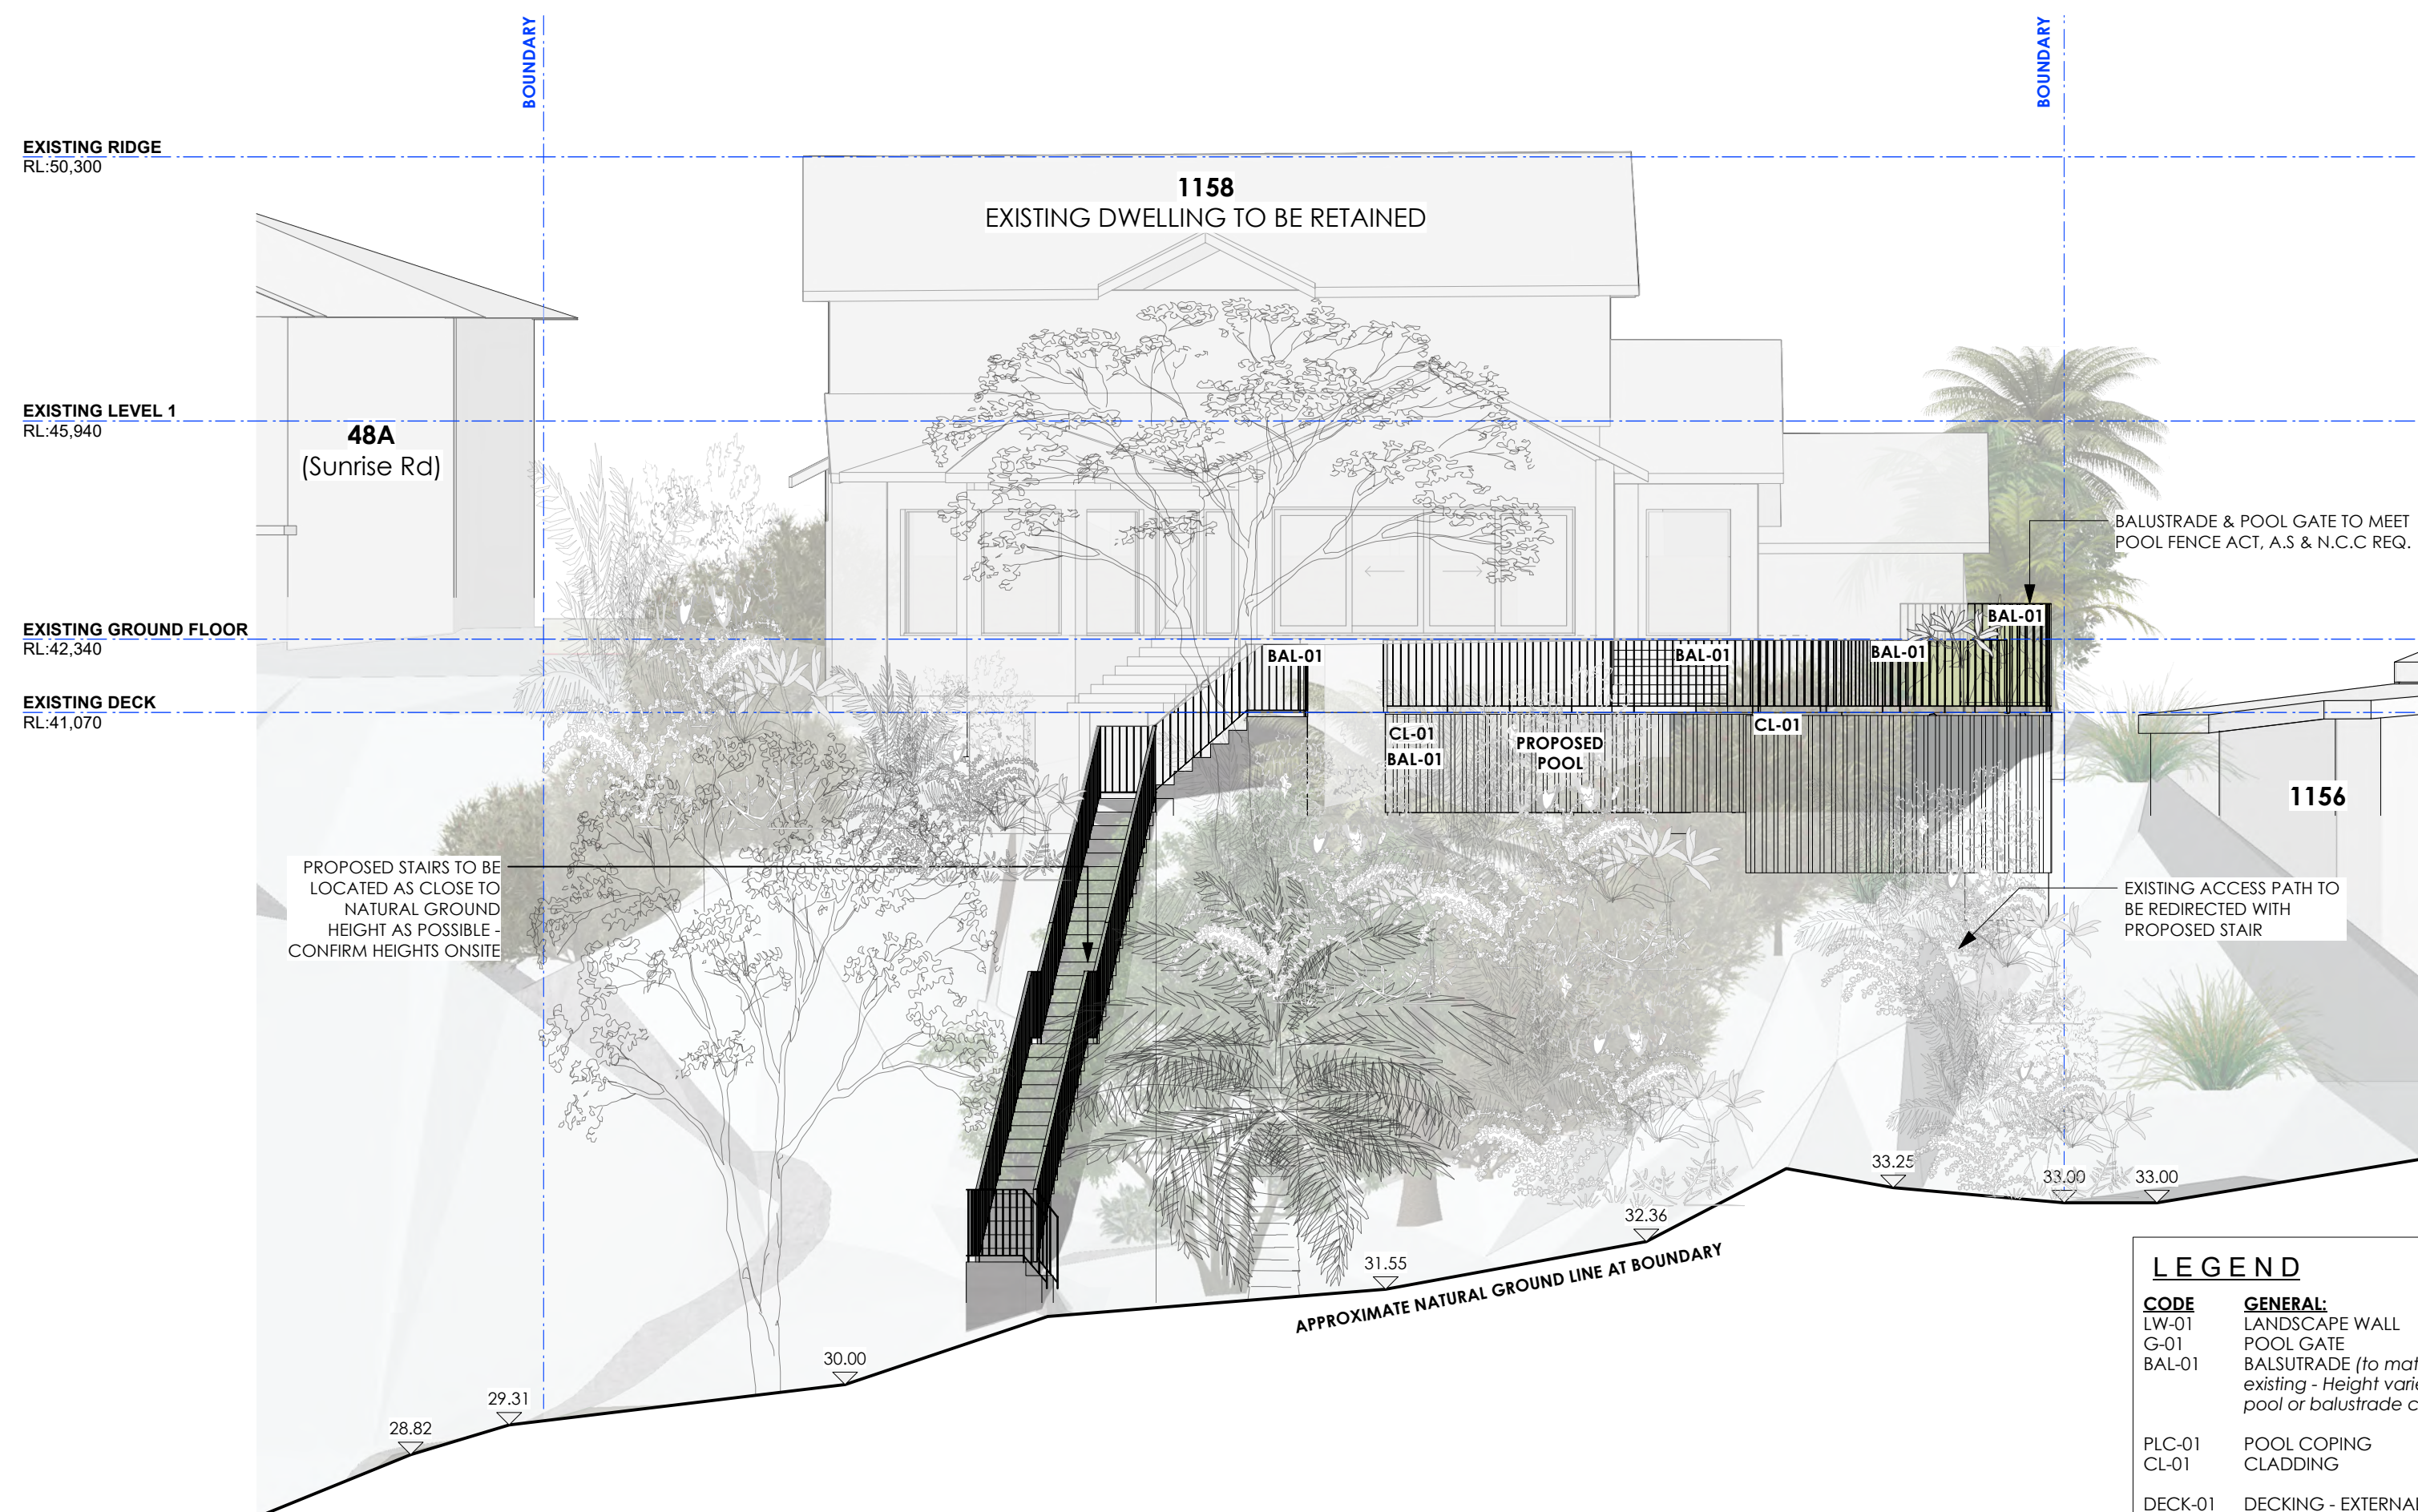 BOUNDARY
BOUNDARY
EXISTING RIDGE
RL:50,300
1158
EXISTING DWELLING TO BE RETAINED
EXISTING LEVEL 1
RL:45,940
48A
(Sunrise Rd)
BALUSTRADE & POOL GATE TO MEET
POOL FENCE ACT, A.S & N.C.C REQ.
EXISTING GROUND FLOOR
RL:42,340
BAL-01
BAL-01
BAL-01
BAL-01
EXISTING DECK
RL:41,070
CL-01
BAL-01
PROPOSED
POOL
CL-01
1156
PROPOSED STAIRS TO BE
LOCATED AS CLOSE TO
NATURAL GROUND
HEIGHT AS POSSIBLE -
CONFIRM HEIGHTS ONSITE
EXISTING ACCESS PATH TO
BE REDIRECTED WITH
PROPOSED STAIR
33.25
33.00
33.00
32.36
31.55
APPROXIMATE NATURAL GROUND LINE AT BOUNDARY
30.00
29.31
28.82
LEGEND
CODE GENERAL:
LW-01 LANDSCAPE WALL
G-01 POOL GATE
BAL-01 BALSUTRADE (to mat
existing - Height varie
pool or balustrade c
PLC-01 POOL COPING
CL-01 CLADDING
DECK-01 DECKING - EXTERNAL